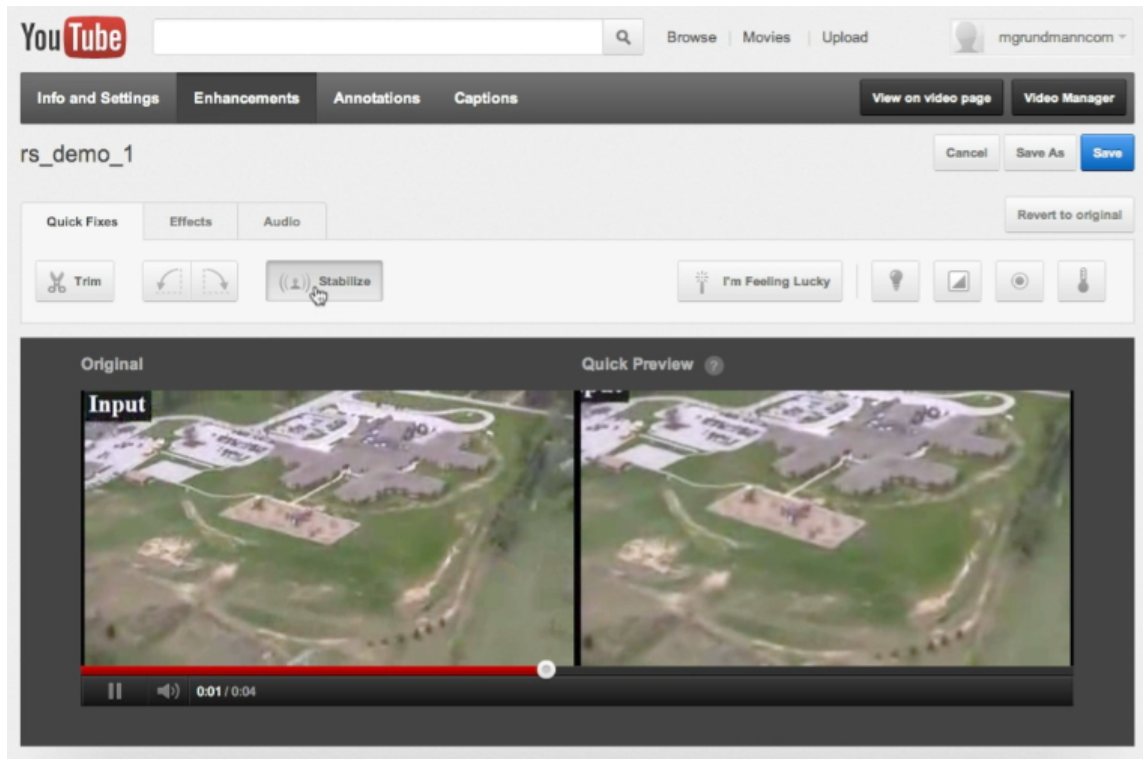 YouTube Browse Movies Upload mgrundmanncom
Info and Settings Enhancements Annotations Captions View on video page Video Manager
rs_demo_1 Cancel Save As Save
Quick Fixes Effects Audio Revert to original
Trim Stabilize I'm Feeling Lucky
Original Quick Preview ?
Input
0:01 / 0:04